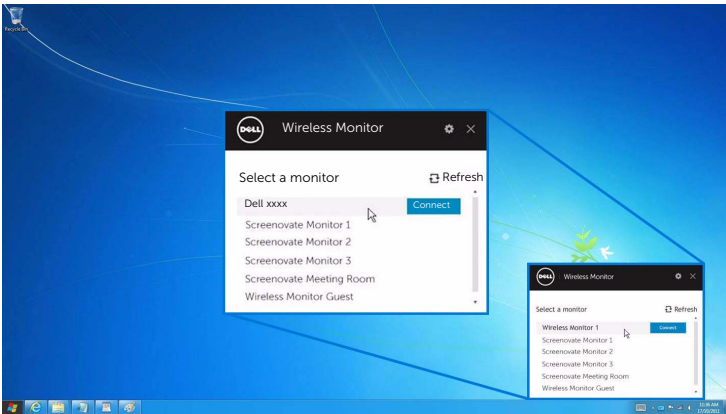 Recycle Bin
DELL
Wireless Monitor
Select a monitor
Refresh
Dell xxxx
Connect
Screenovate Monitor 1
Screenovate Monitor 2
Screenovate Monitor 3
Screenovate Meeting Room
Wireless Monitor Guest
DELL
Wireless Monitor
Select a monitor
Refresh
Wireless Monitor 1
Connect
Screenovate Monitor 1
Screenovate Monitor 2
Screenovate Monitor 3
Screenovate Meeting Room
Wireless Monitor Guest